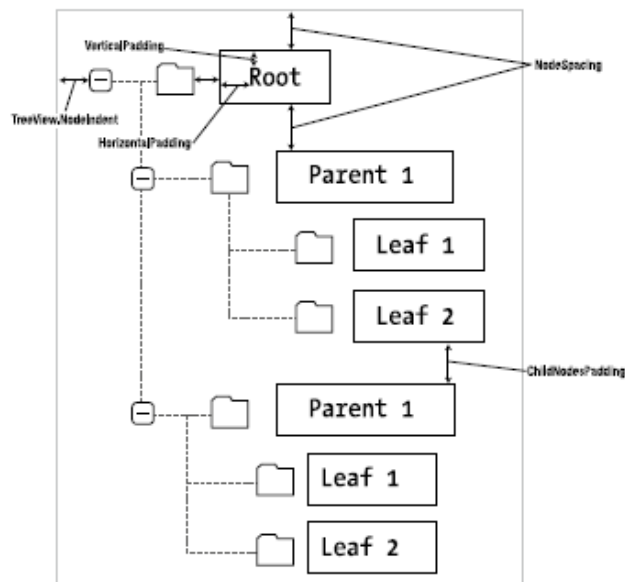 VerticalPadding
Root
NodeSpacing
TreeView.NodeIndent
HorizontalPadding
Parent 1
Leaf 1
Leaf 2
ChildNodesPadding
Parent 1
Leaf 1
Leaf 2